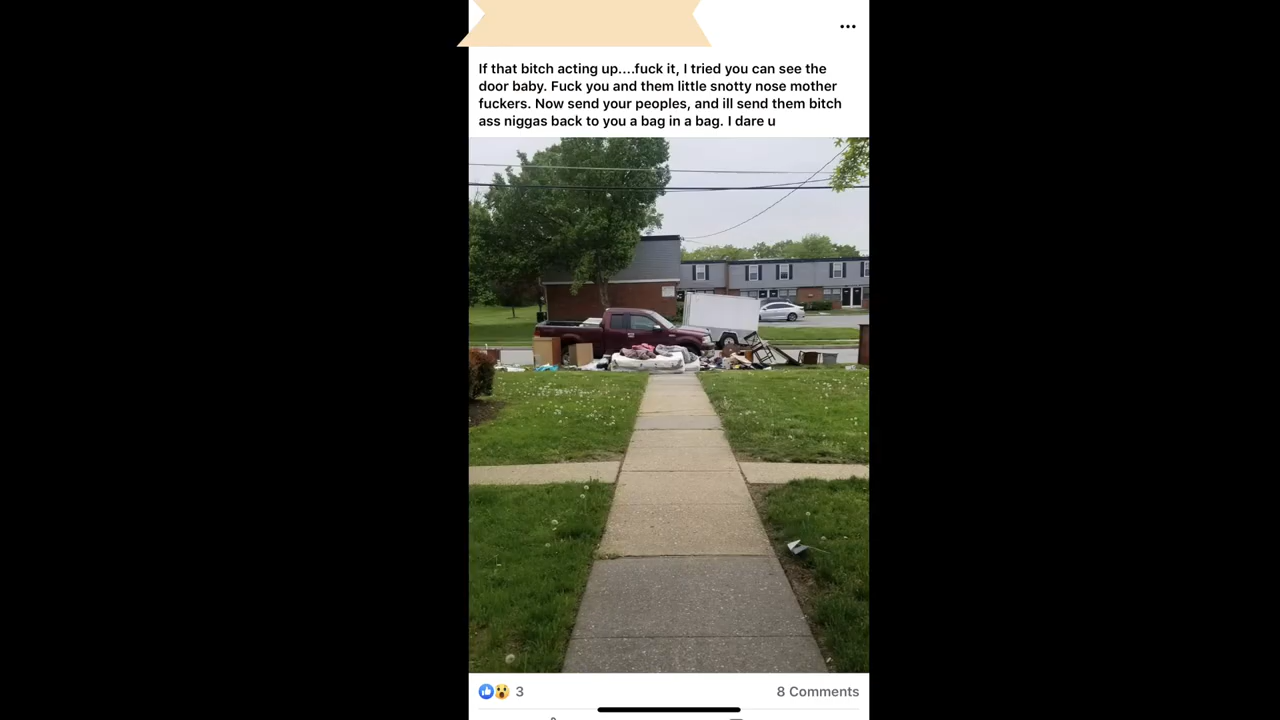 If that bitch acting up....fuck it, I tried you can see the
door baby. Fuck you and them little snotty nose mother
fuckers. Now send your peoples, and ill send them bitch
ass niggas back to you a bag in a bag. I dare u
3
8 Comments